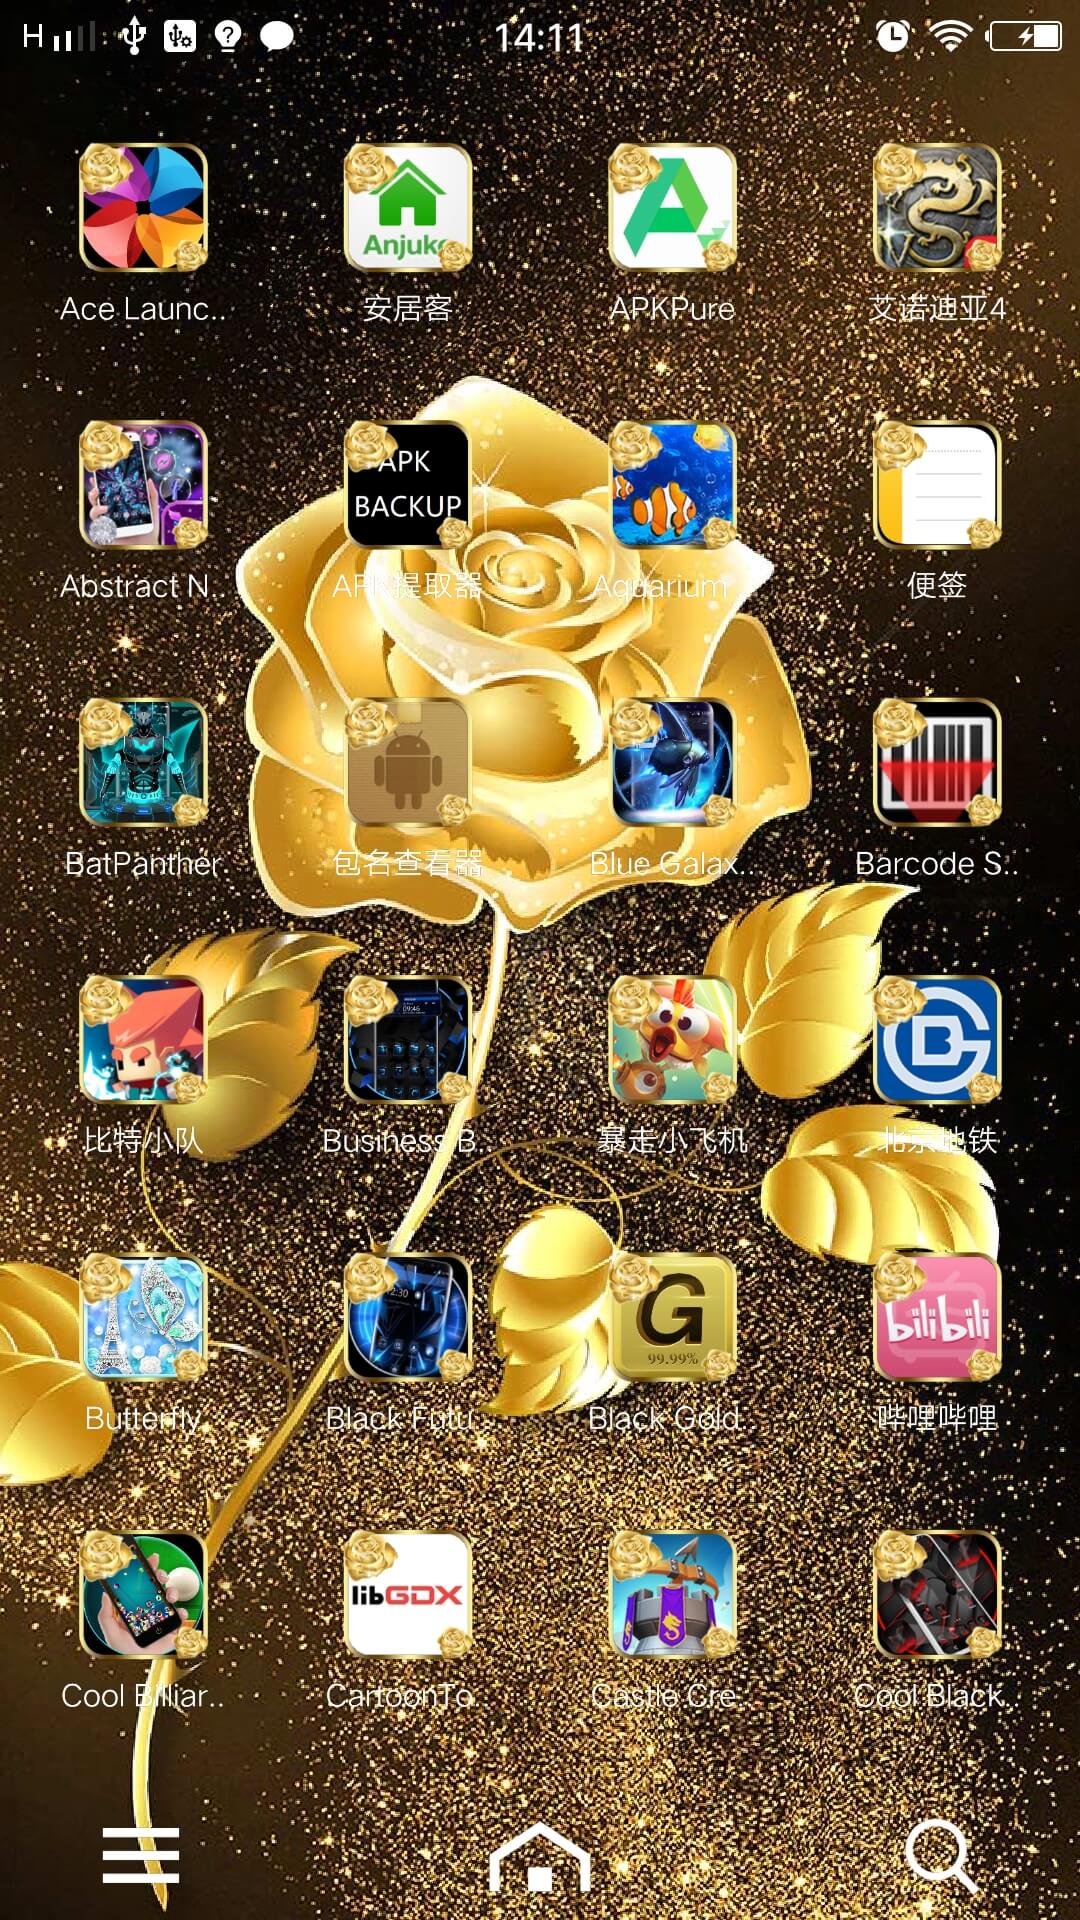 H
14:11
Anjuke
Ace Launc..
安居客
APKPure
艾诺迪亚4
APK
BACKUP
Abstract N..
APK提取器
Aquarium..
便签
BatPanther
包名查看器
Blue Galax..
Barcode S..
09:46
比特小队
Business B..
暴走小飞机
北京地铁
G
99.99%
bilibili
Butterfly..
Black Futu..
Black Gold..
哔哩哔哩
libGDX
Cool Billiar..
CartoonTo..
Castle Cre..
Cool Black..